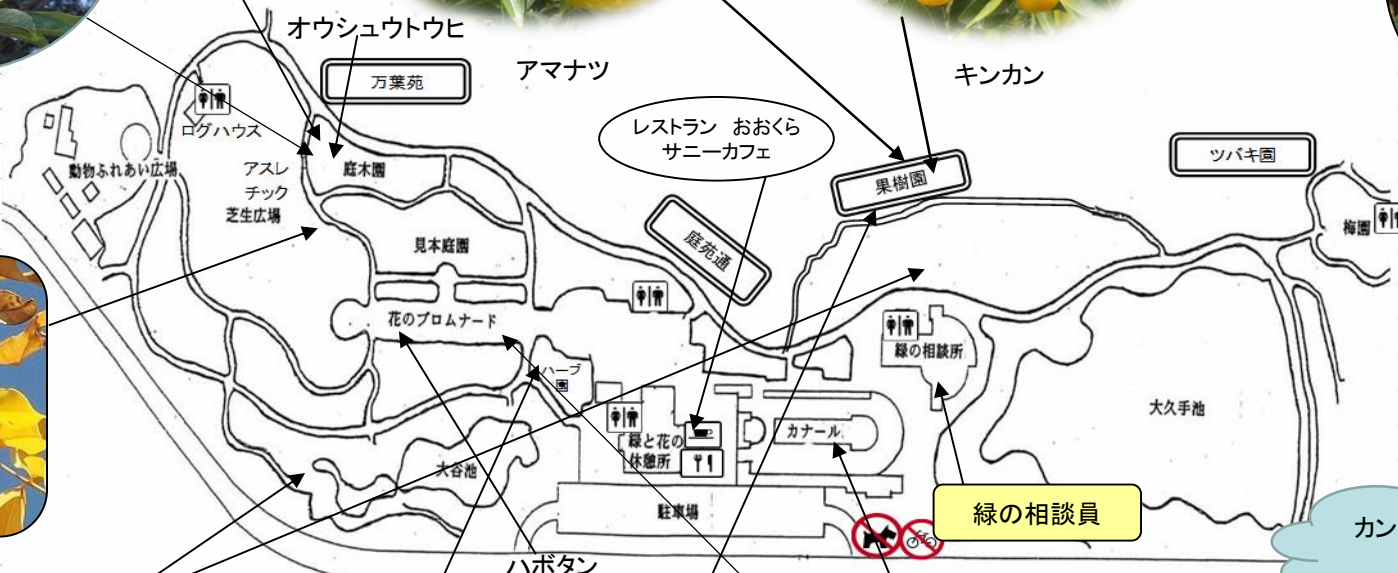 オウシュウトウヒ
万葉苑
アマナツ
キンカン
レストラン　おおくら
サニーカフェ
ログハウス
動物ふれあい広場
アスレ
チック
芝生広場
庭木園
果樹園
ツバキ園
梅園
見本庭園
庭苑通
花のプロムナード
緑の相談所
ハーブ
園
大久手池
カナール
緑と花の
休憩所
大谷池
駐車場
緑の相談員
カン
ハボタン